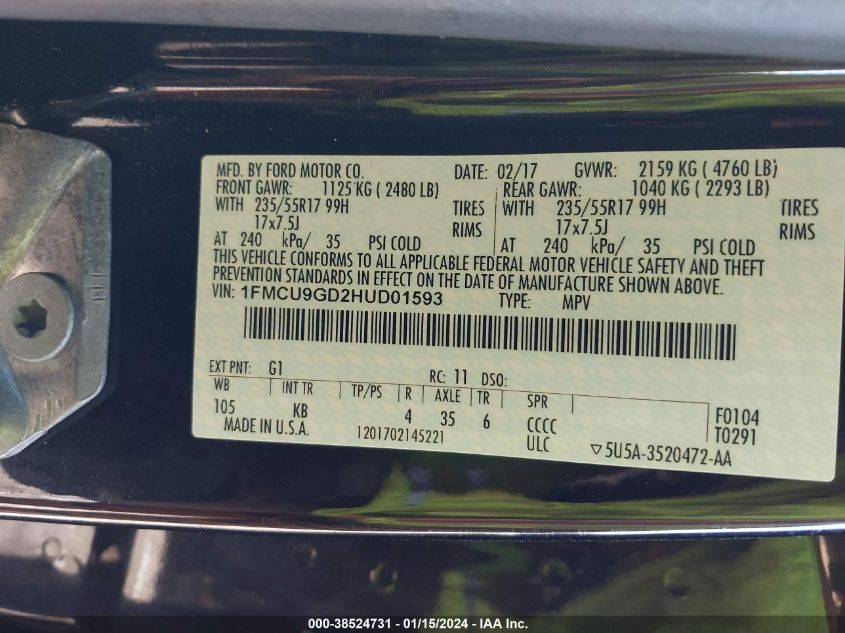 MFD. BY FORD MOTOR CO. DATE: 02/17 GVWR: 2159 KG ( 4760 LB)
FRONT GAWR: 1125 KG ( 2480 LB) REAR GAWR: 1040 KG ( 2293 LB)
WITH 235/55R17 99H TIRES WITH 235/55R17 99H TIRES
17x7.5J RIMS 17x7.5J RIMS
AT 240 kPa/ 35 PSI COLD AT 240 kPa/ 35 PSI COLD
THIS VEHICLE CONFORMS TO ALL APPLICABLE FEDERAL MOTOR VEHICLE SAFETY AND THEFT
PREVENTION STANDARDS IN EFFECT ON THE DATE OF MANUFACTURE SHOWN ABOVE.
VIN: 1FMCU9GD2HUD01593 TYPE: MPV
EXT PNT: G1 RC: 11 DSO:
WB INT TR TP/PS R AXLE TR SPR
105 KB 4 35 6 CCCC F0104
MADE IN U.S.A. 1201702145221 ULC T0291
▽5U5A-3520472-AA
000-38524731 - 01/15/2024 - IAA Inc.